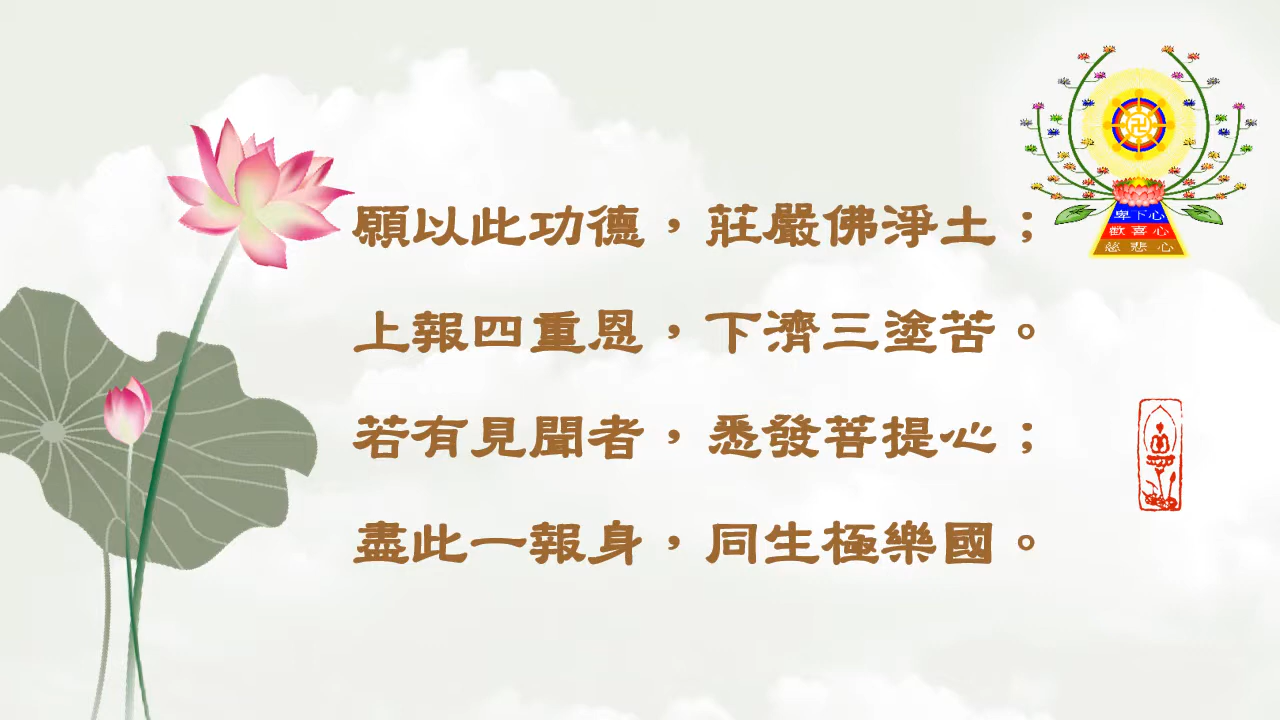 願以此功德，莊嚴佛淨土；
上報四重恩，下濟三塗苦。
若有見聞者，悉發菩提心；
盡此一報身，同生極樂國。
卍
卑下心
歡喜心
慈悲心